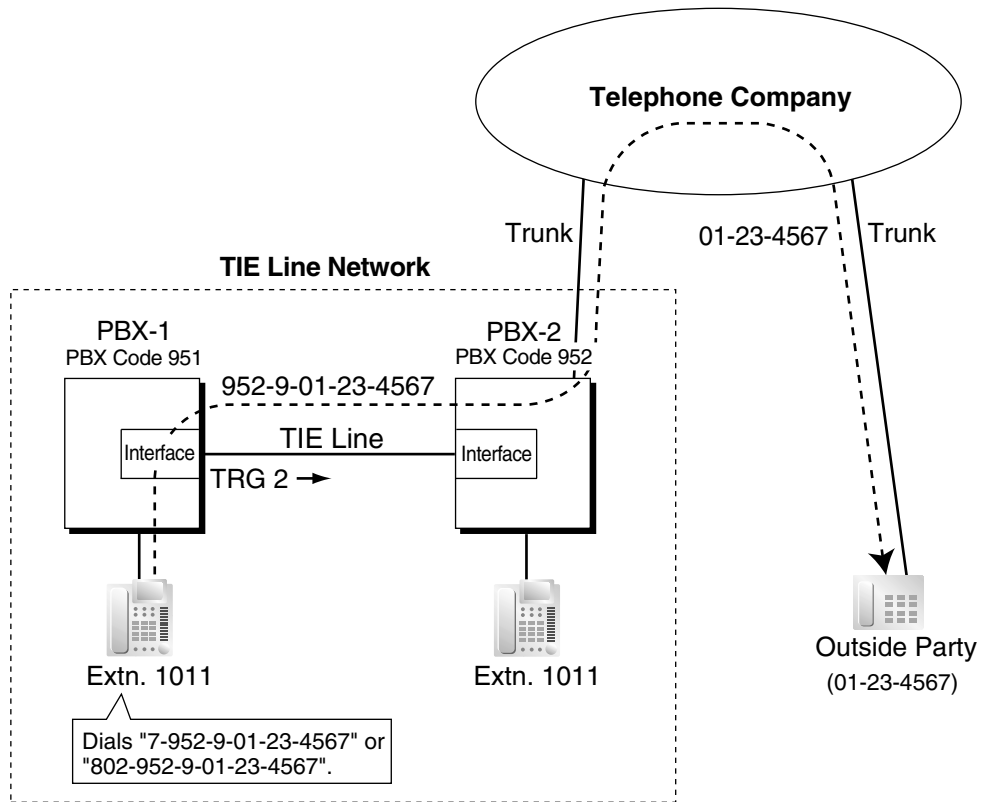 Telephone Company
Trunk
01-23-4567
Trunk
TIE Line Network
PBX-1
PBX Code 951
PBX-2
PBX Code 952
952-9-01-23-4567
Interface
TIE Line
Interface
TRG 2
Extn. 1011
Extn. 1011
Outside Party
(01-23-4567)
Dials "7-952-9-01-23-4567" or
"802-952-9-01-23-4567".